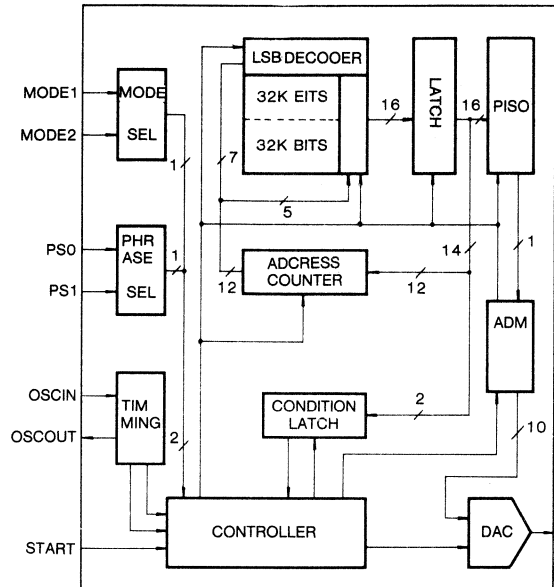 LSB DECOOER
MODE1
MODE2
MODE
SEL
32K EITS
32K BITS
LATCH
PISO
16
16
1
7
5
14
1
PS0
PS1
PHR
ASE
SEL
1
12
ADCRESS
COUNTER
12
ADM
OSCIN
OSCOUT
TIM
MING
2
CONDITION
LATCH
2
10
START
CONTROLLER
DAC